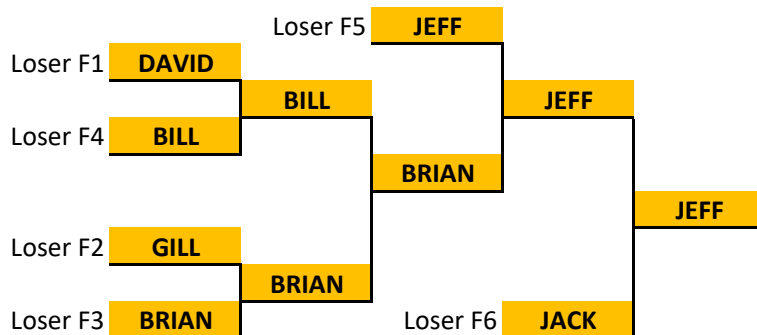 Loser F5 JEFF
Loser F1 DAVID
BILL JEFF
Loser F4 BILL
BRIAN
JEFF
Loser F2 GILL
BRIAN
Loser F3 BRIAN Loser F6 JACK